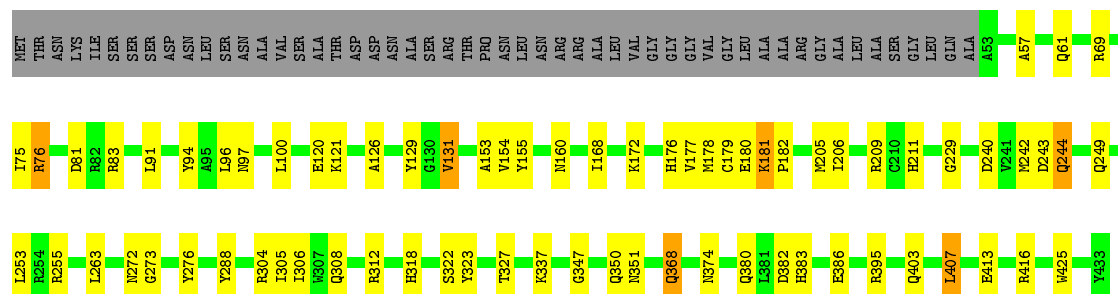 MET THR ASN LYS ILE SER SER SER ASP ASP ASN LEU SER ASN ALA VAL SER ALA THR ASP ASP ASN ALA SER ARG THR PRO ASN LEU ASN ARG ARG ALA LEU VAL GLY GLY GLY VAL GLY LEU ALA ALA ARG GLY ALA LEU ALA SER GLY LEU GLN ALA A53 A57 Q61 R69
I75 R76 D81 R82 R83 L91 Y94 A95 L96 N97 L100 E120 K121 A126 Y129 G130 V131 A153 V154 Y155 N160 I168 K172 H176 V177 M178 C179 E180 K181 P182 M205 I206 R209 C210 H211 G229 D240 V241 M242 D243 Q244 Q249
L253 R254 R255 L263 N272 G273 Y276 Y288 R304 I305 I306 W307 Q308 R312 H318 S322 Y323 T327 K337 G347 Q350 N351 Q368 N374 Q380 L381 D382 H383 E386 R395 Q403 L407 E413 R416 W425 Y433